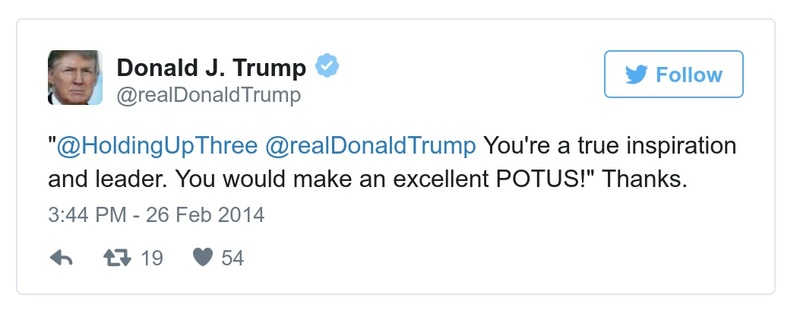 Donald J. Trump
@realDonaldTrump
Follow
"@HoldingUpThree @realDonaldTrump You're a true inspiration
and leader. You would make an excellent POTUS!" Thanks.
3:44 PM - 26 Feb 2014
19 54